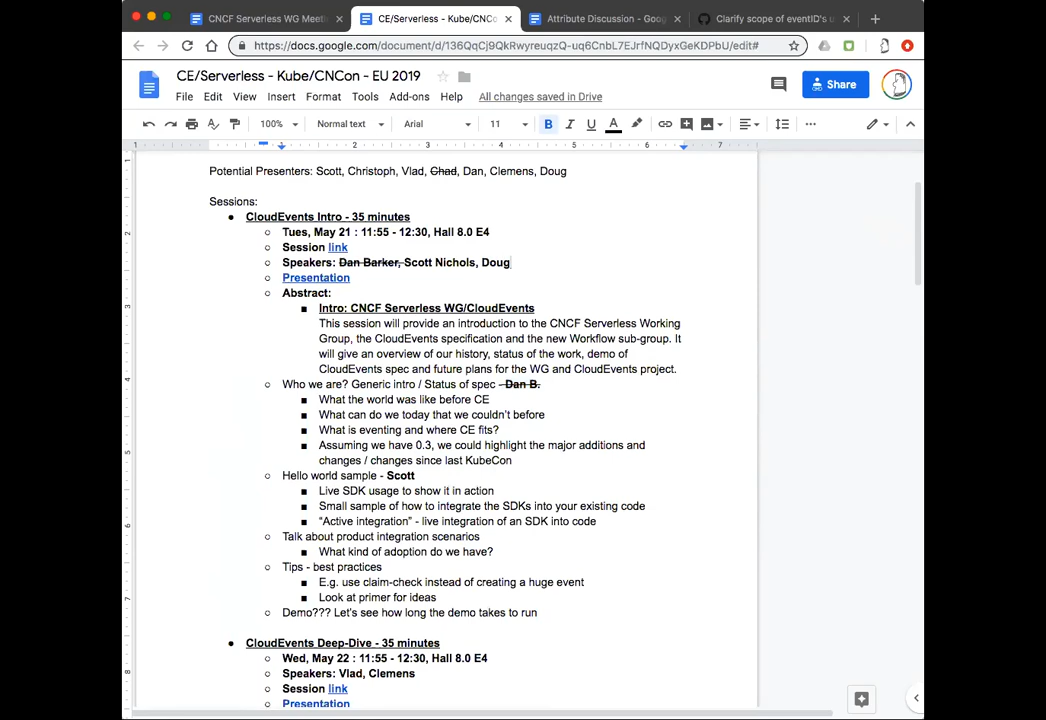 CNCF Serverless WG Meeti
CE/Serverless - Kube/CNCo
Attribute Discussion - Goog
Clarify scope of eventID's u
https://docs.google.com/document/d/136QqCj9QkRwyreuqzQ-uq6CnbL7EJrfNQDyxGeKDPbU/edit#
CE/Serverless - Kube/CNCon - EU 2019
File Edit View Insert Format Tools Add-ons Help All changes saved in Drive
Share
100% Normal text Arial 11 B I U A
1 1 2 3 4 5 6 7
Potential Presenters: Scott, Christoph, Vlad, Chad, Dan, Clemens, Doug
Sessions:
CloudEvents Intro - 35 minutes
Tues, May 21 : 11:55 - 12:30, Hall 8.0 E4
Session link
Speakers: Dan Barker, Scott Nichols, Doug
Presentation
Abstract:
Intro: CNCF Serverless WG/CloudEvents
This session will provide an introduction to the CNCF Serverless Working
Group, the CloudEvents specification and the new Workflow sub-group. It
will give an overview of our history, status of the work, demo of
CloudEvents spec and future plans for the WG and CloudEvents project.
Who we are? Generic intro / Status of spec - Dan B.
What the world was like before CE
What can do we today that we couldn't before
What is eventing and where CE fits?
Assuming we have 0.3, we could highlight the major additions and
changes / changes since last KubeCon
Hello world sample - Scott
Live SDK usage to show it in action
Small sample of how to integrate the SDKs into your existing code
"Active integration" - live integration of an SDK into code
Talk about product integration scenarios
What kind of adoption do we have?
Tips - best practices
E.g. use claim-check instead of creating a huge event
Look at primer for ideas
Demo??? Let's see how long the demo takes to run
CloudEvents Deep-Dive - 35 minutes
Wed, May 22 : 11:55 - 12:30, Hall 8.0 E4
Speakers: Vlad, Clemens
Session link
Presentation